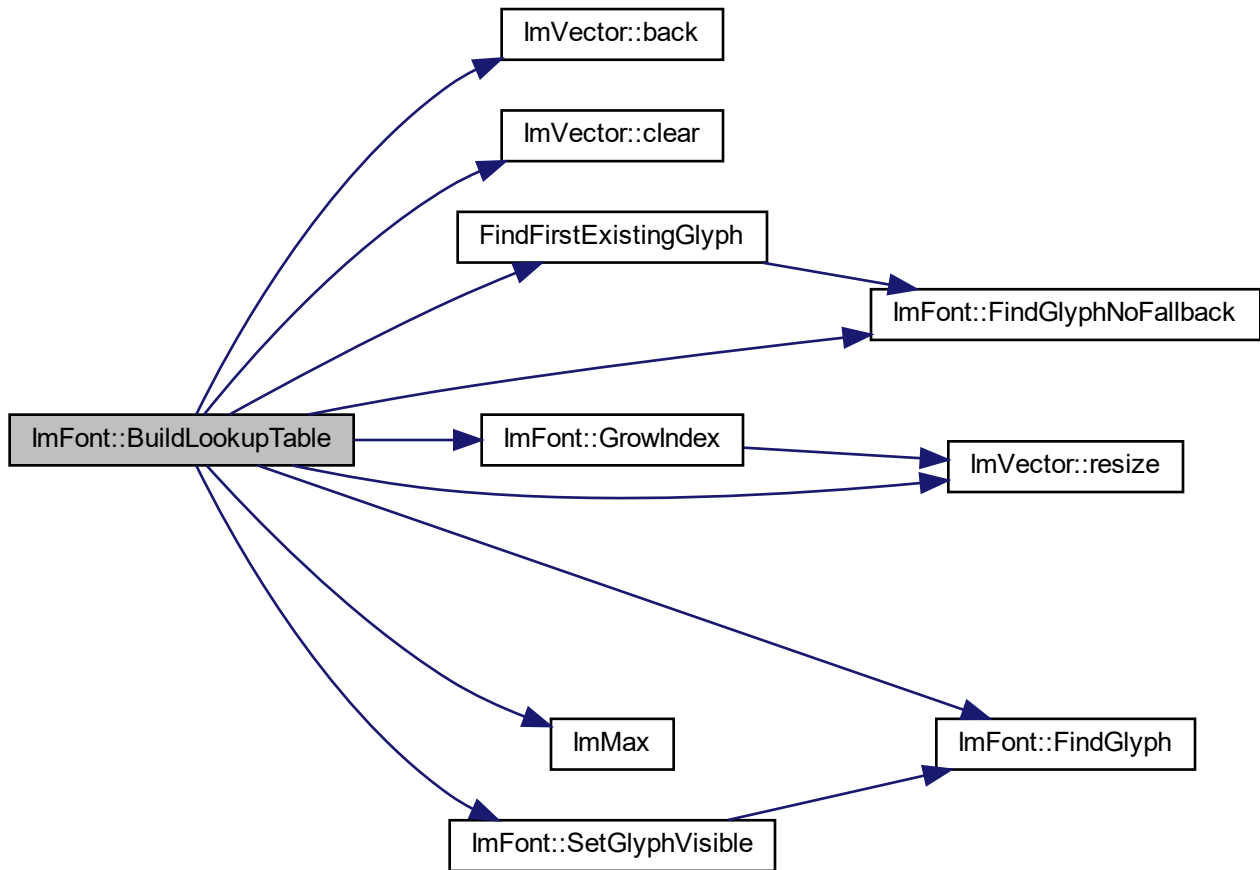 ImVector::back
ImVector::clear
FindFirstExistingGlyph
ImFont::FindGlyphNoFallback
ImFont::BuildLookupTable
ImFont::GrowIndex
ImVector::resize
ImMax
ImFont::FindGlyph
ImFont::SetGlyphVisible